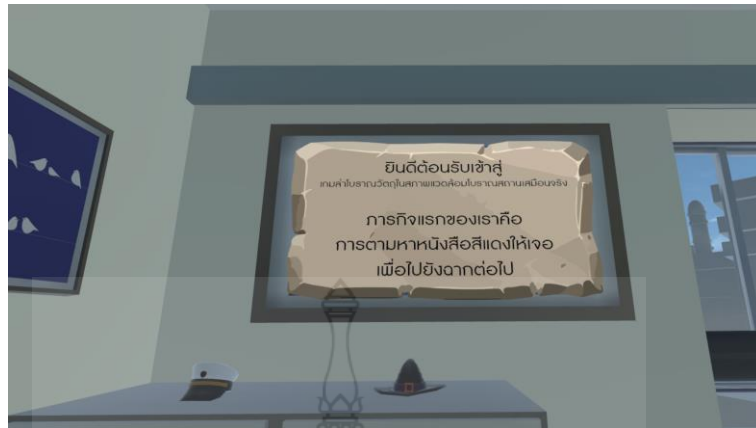 ยินดีต้อนรับเข้าสู่
เกมล่าโบราณวัตถุในสภาพแวดล้อมโบราณสถานเสมือนจริง
ภารกิจแรกของเราคือ
การตามหาหนังสือสีแดงให้เจอ
เพื่อไปยังฉากต่อไป